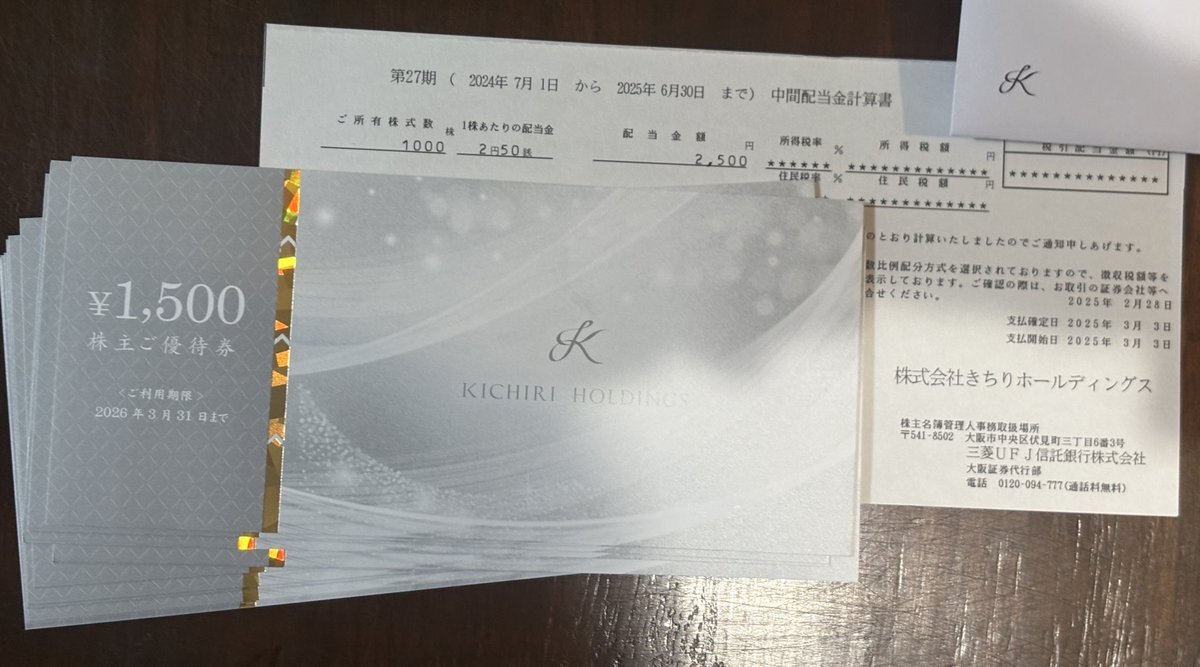 第27期 ( 2024年 7月 1日 から 2025年 6月30日 まで) 中間配当金計算書
ご所有株式数 株 1株あたりの配当金 配当金額 円 所得税率 % 所得税額 円 税引配当金額 (円)
1000 2円50銭 2,500 ****** ************* *************
住民税率 % 住民税額 円
*************
のとおり計算いたしましたのでご通知申しあげます。
数比例配分方式を選択されておりますので、徴収税額等を
表示しております。ご確認の際は、お取引の証券会社等へ
合せください。
2025年 2月28日
支払確定日 2025年 3月 3日
支払開始日 2025年 3月 3日
株式会社きちりホールディングス
株主名簿管理人事務取扱場所
〒541-8502 大阪市中央区伏見町三丁目6番3号
三菱UFJ信託銀行株式会社
大阪証券代行部
電話 0120-094-777(通話料無料)
¥1,500
株主ご優待券
<ご利用期限>
2026年3月31日まで
K
KICHIRI HOLDINGS
K